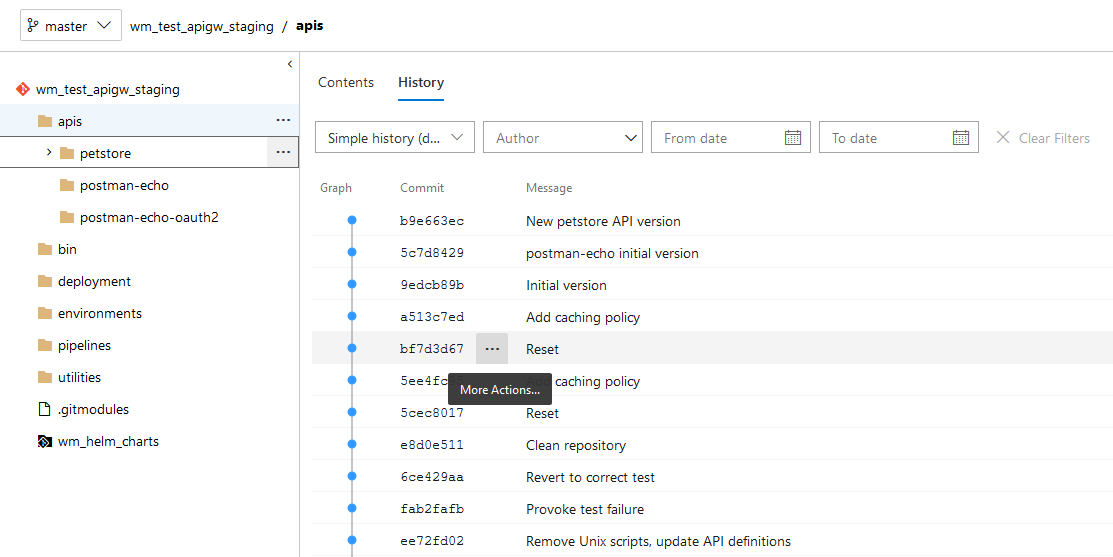 master
wm_test_apigw_staging / apis
wm_test_apigw_staging
apis
petstore
postman-echo
postman-echo-oauth2
bin
deployment
environments
pipelines
utilities
.gitmodules
wm_helm_charts
Contents History
Simple history (d... Author From date To date Clear Filters
Graph Commit Message
b9e663ec New petstore API version
5c7d8429 postman-echo initial version
9edcb89b Initial version
a513c7ed Add caching policy
bf7d3d67 ... Reset
caching policy
More Actions...
5cec8017 Reset
e8d0e511 Clean repository
6ce429aa Revert to correct test
fab2fafb Provoke test failure
ee72fd02 Remove Unix scripts, update API definitions